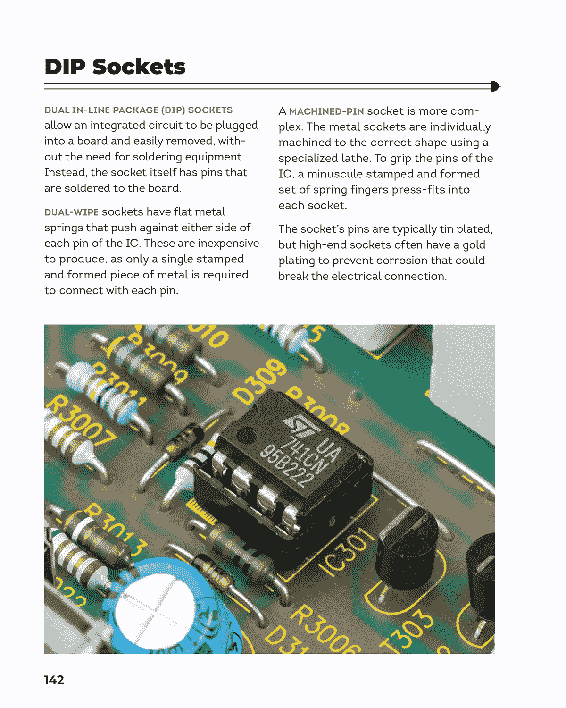 DIP Sockets
DUAL IN-LINE PACKAGE (DIP) SOCKETS
allow an integrated circuit to be plugged
into a board and easily removed, with-
out the need for soldering equipment.
Instead, the socket itself has pins that
are soldered to the board.
DUAL-WIPE sockets have flat metal
springs that push against either side of
each pin of the IC. These are inexpensive
to produce, as only a single stamped
and formed piece of metal is required
to connect with each pin.
A MACHINED-PIN socket is more com-
plex. The metal sockets are individually
machined to the correct shape using a
specialized lathe. To grip the pins of the
IC, a minuscule stamped and formed
set of spring fingers press-fits into
each socket.
The socket's pins are typically tin plated,
but high-end sockets often have a gold
plating to prevent corrosion that could
break the electrical connection.
R3009
R3011
R3007
D309
R3008
UA
741CN
958222
IC301
R3013
R3006
T303
142